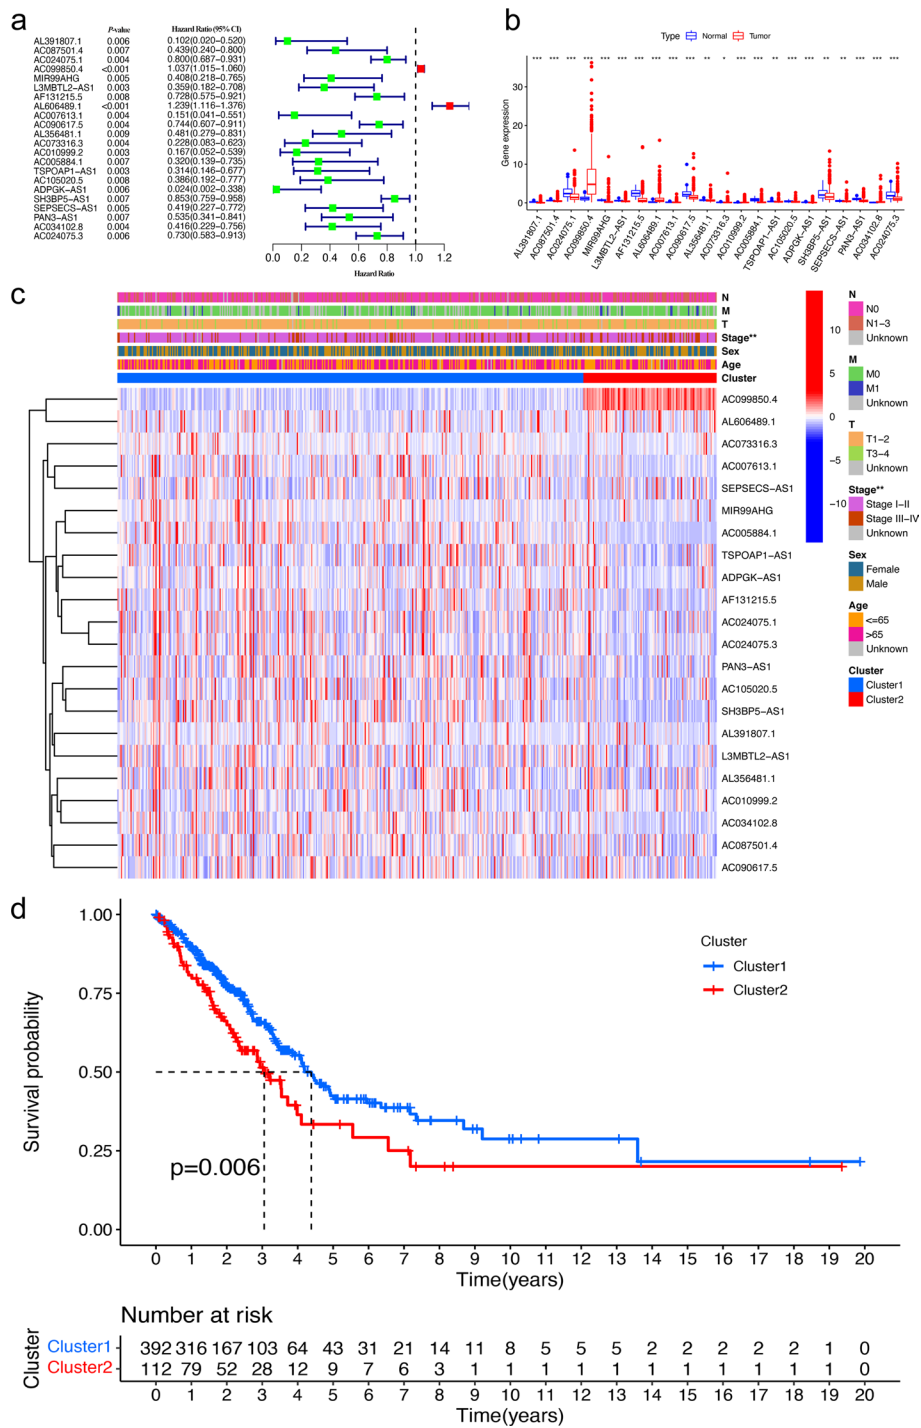 a
P-value Hazard Ratio (95% CI)
AL391807.1 0.006 0.102(0.020−0.520)
AC087501.4 0.007 0.439(0.240−0.800)
AC024075.1 0.004 0.800(0.687−0.931)
AC099850.4 <0.001 1.037(1.015−1.060)
MIR99AHG 0.005 0.408(0.218−0.765)
L3MBTL2−AS1 0.003 0.359(0.182−0.708)
AF131215.5 0.008 0.728(0.575−0.921)
AL606489.1 <0.001 1.239(1.116−1.376)
AC007613.1 0.004 0.151(0.041−0.551)
AC090617.5 0.004 0.744(0.607−0.911)
AL356481.1 0.009 0.481(0.279−0.831)
AC073316.3 0.004 0.228(0.083−0.623)
AC010999.2 0.003 0.167(0.052−0.539)
AC005884.1 0.007 0.320(0.139−0.735)
TSPOAP1−AS1 0.003 0.314(0.146−0.677)
AC105020.5 0.008 0.386(0.192−0.777)
ADPGK−AS1 0.006 0.024(0.002−0.338)
SH3BP5−AS1 0.007 0.853(0.759−0.958)
SEPSECS−AS1 0.005 0.419(0.227−0.772)
PAN3−AS1 0.007 0.535(0.341−0.841)
AC034102.8 0.004 0.416(0.229−0.756)
AC024075.3 0.006 0.730(0.583−0.913)
0.0 0.2 0.4 0.6 0.8 1.0 1.2
Hazard Ratio
b
Type Normal Tumor
*** *** *** *** *** *** *** *** *** *** ** * ** *** *** *** *** ** ** *** *** ***
Gene expression
30
20
10
0
AL391807.1
AC087501.4
AC024075.1
AC099850.4
MIR99AHG
L3MBTL2−AS1
AF131215.5
AL606489.1
AC007613.1
AC090617.5
AL356481.1
AC073316.3
AC010999.2
AC005884.1
TSPOAP1−AS1
AC105020.5
ADPGK−AS1
SH3BP5−AS1
SEPSECS−AS1
PAN3−AS1
AC034102.8
AC024075.3
c
N
M
T
Stage**
Sex
Age
Cluster
AC099850.4
AL606489.1
AC073316.3
AC007613.1
SEPSECS−AS1
MIR99AHG
AC005884.1
TSPOAP1−AS1
ADPGK−AS1
AF131215.5
AC024075.1
AC024075.3
PAN3−AS1
AC105020.5
SH3BP5−AS1
AL391807.1
L3MBTL2−AS1
AL356481.1
AC010999.2
AC034102.8
AC087501.4
AC090617.5
10
5
0
−5
−10
N
N0
N1−3
Unknown
M
M0
M1
Unknown
T
T1−2
T3−4
Unknown
Stage**
Stage I−II
Stage III−IV
Unknown
Sex
Female
Male
Age
<=65
>65
Unknown
Cluster
Cluster1
Cluster2
d
Survival probability
1.00
0.75
0.50
0.25
0.00
p=0.006
Cluster
Cluster1
Cluster2
0 1 2 3 4 5 6 7 8 9 10 11 12 13 14 15 16 17 18 19 20
Time(years)
Number at risk
Cluster
Cluster1 392 316 167 103 64 43 31 21 14 11 8 5 5 5 2 2 2 2 2 1 0
Cluster2 112 79 52 28 12 9 7 6 3 1 1 1 1 1 1 1 1 1 1 1 0
0 1 2 3 4 5 6 7 8 9 10 11 12 13 14 15 16 17 18 19 20
Time(years)